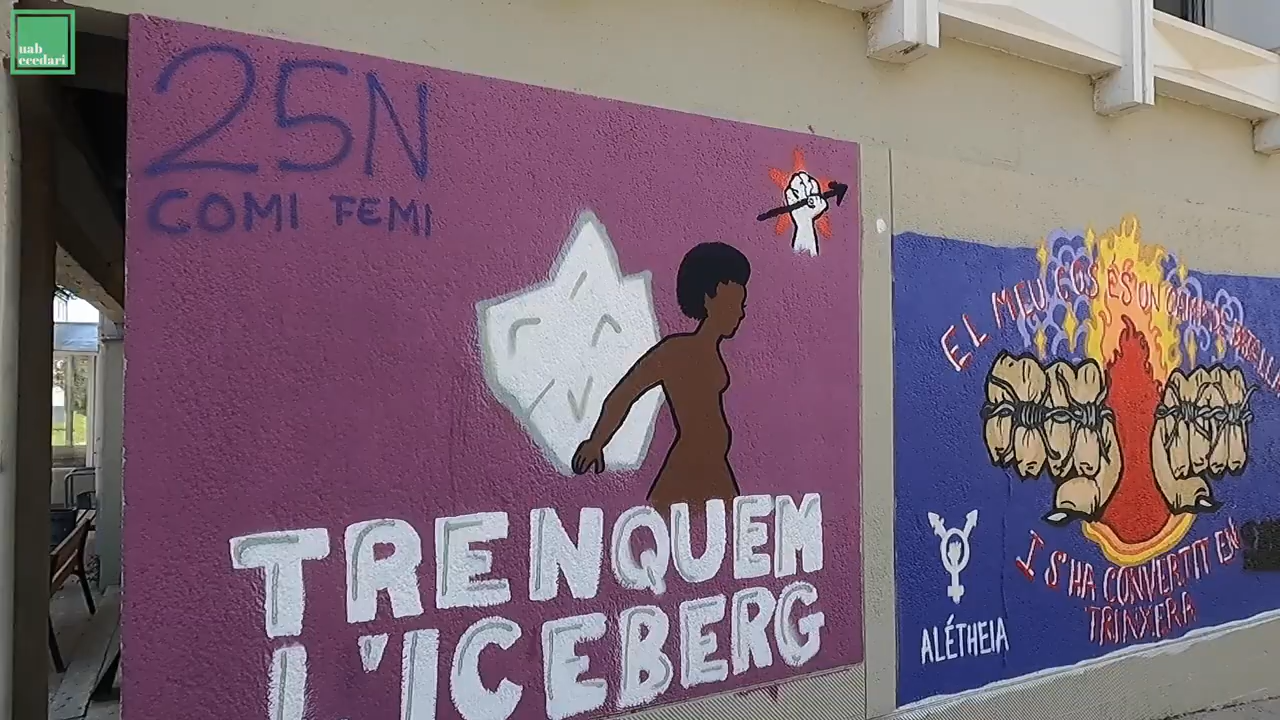 uab
ecedari
25N
COMI FEMI
TRENQUEM
L'ICEBERG
EL MEU COS ÉS UN CAMP DE BATALLA
I S'HA CONVERTIT EN
TRINXERA
ALÉTHEIA